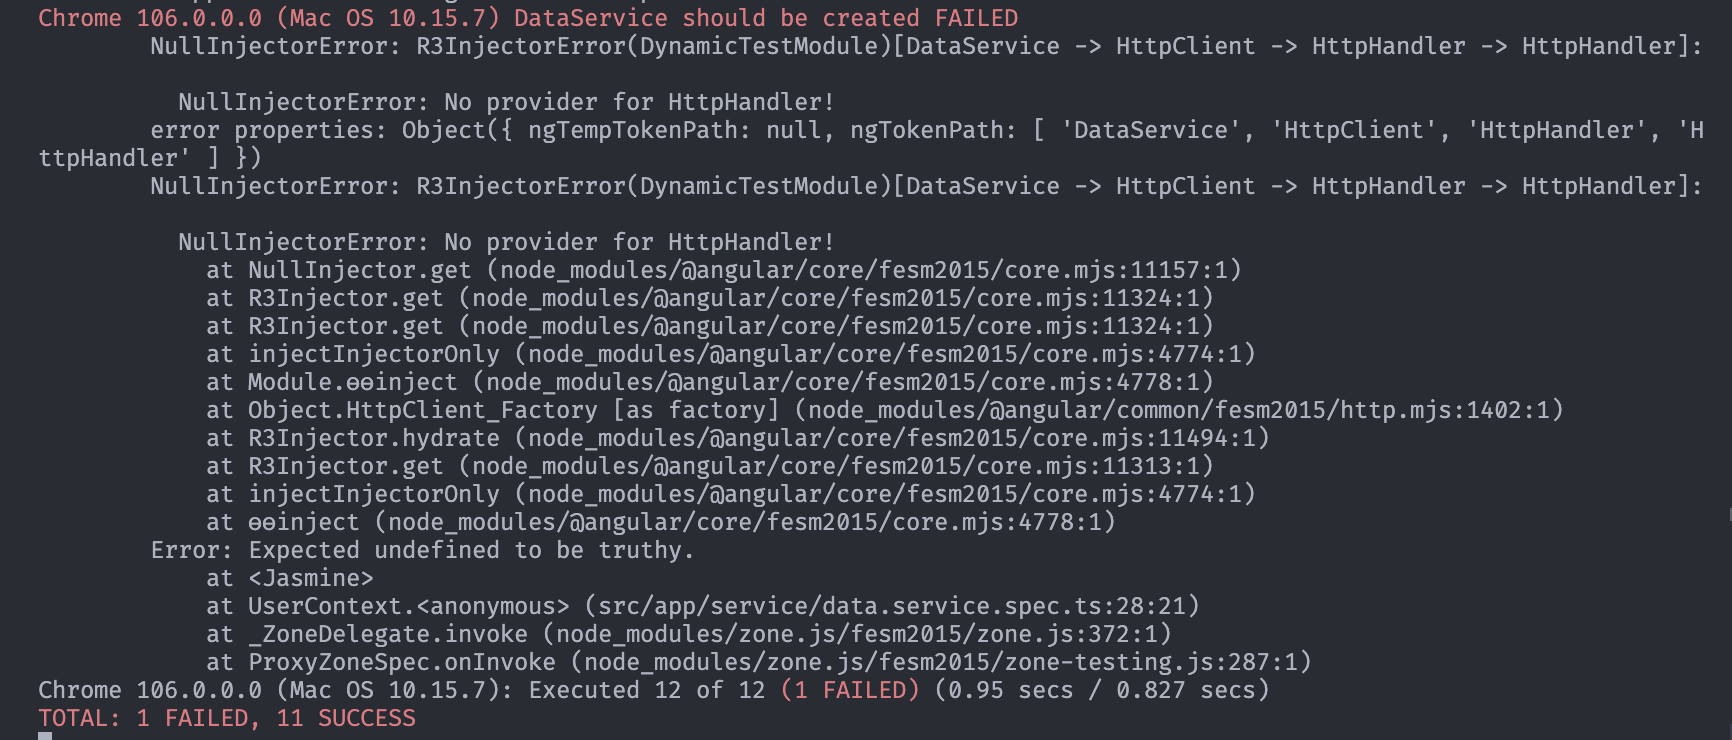 Chrome 106.0.0.0 (Mac OS 10.15.7) DataService should be created FAILED
NullInjectorError: R3InjectorError(DynamicTestModule)[DataService -> HttpClient -> HttpHandler -> HttpHandler]:
NullInjectorError: No provider for HttpHandler!
error properties: Object({ ngTempTokenPath: null, ngTokenPath: [ 'DataService', 'HttpClient', 'HttpHandler', 'H
ttpHandler' ] })
NullInjectorError: R3InjectorError(DynamicTestModule)[DataService -> HttpClient -> HttpHandler -> HttpHandler]:
NullInjectorError: No provider for HttpHandler!
at NullInjector.get (node_modules/@angular/core/fesm2015/core.mjs:11157:1)
at R3Injector.get (node_modules/@angular/core/fesm2015/core.mjs:11324:1)
at R3Injector.get (node_modules/@angular/core/fesm2015/core.mjs:11324:1)
at injectInjectorOnly (node_modules/@angular/core/fesm2015/core.mjs:4774:1)
at Module.ɵɵinject (node_modules/@angular/core/fesm2015/core.mjs:4778:1)
at Object.HttpClient_Factory [as factory] (node_modules/@angular/common/fesm2015/http.mjs:1402:1)
at R3Injector.hydrate (node_modules/@angular/core/fesm2015/core.mjs:11494:1)
at R3Injector.get (node_modules/@angular/core/fesm2015/core.mjs:11313:1)
at injectInjectorOnly (node_modules/@angular/core/fesm2015/core.mjs:4774:1)
at ɵɵinject (node_modules/@angular/core/fesm2015/core.mjs:4778:1)
Error: Expected undefined to be truthy.
at <Jasmine>
at UserContext.<anonymous> (src/app/service/data.service.spec.ts:28:21)
at _ZoneDelegate.invoke (node_modules/zone.js/fesm2015/zone.js:372:1)
at ProxyZoneSpec.onInvoke (node_modules/zone.js/fesm2015/zone-testing.js:287:1)
Chrome 106.0.0.0 (Mac OS 10.15.7): Executed 12 of 12 (1 FAILED) (0.95 secs / 0.827 secs)
TOTAL: 1 FAILED, 11 SUCCESS